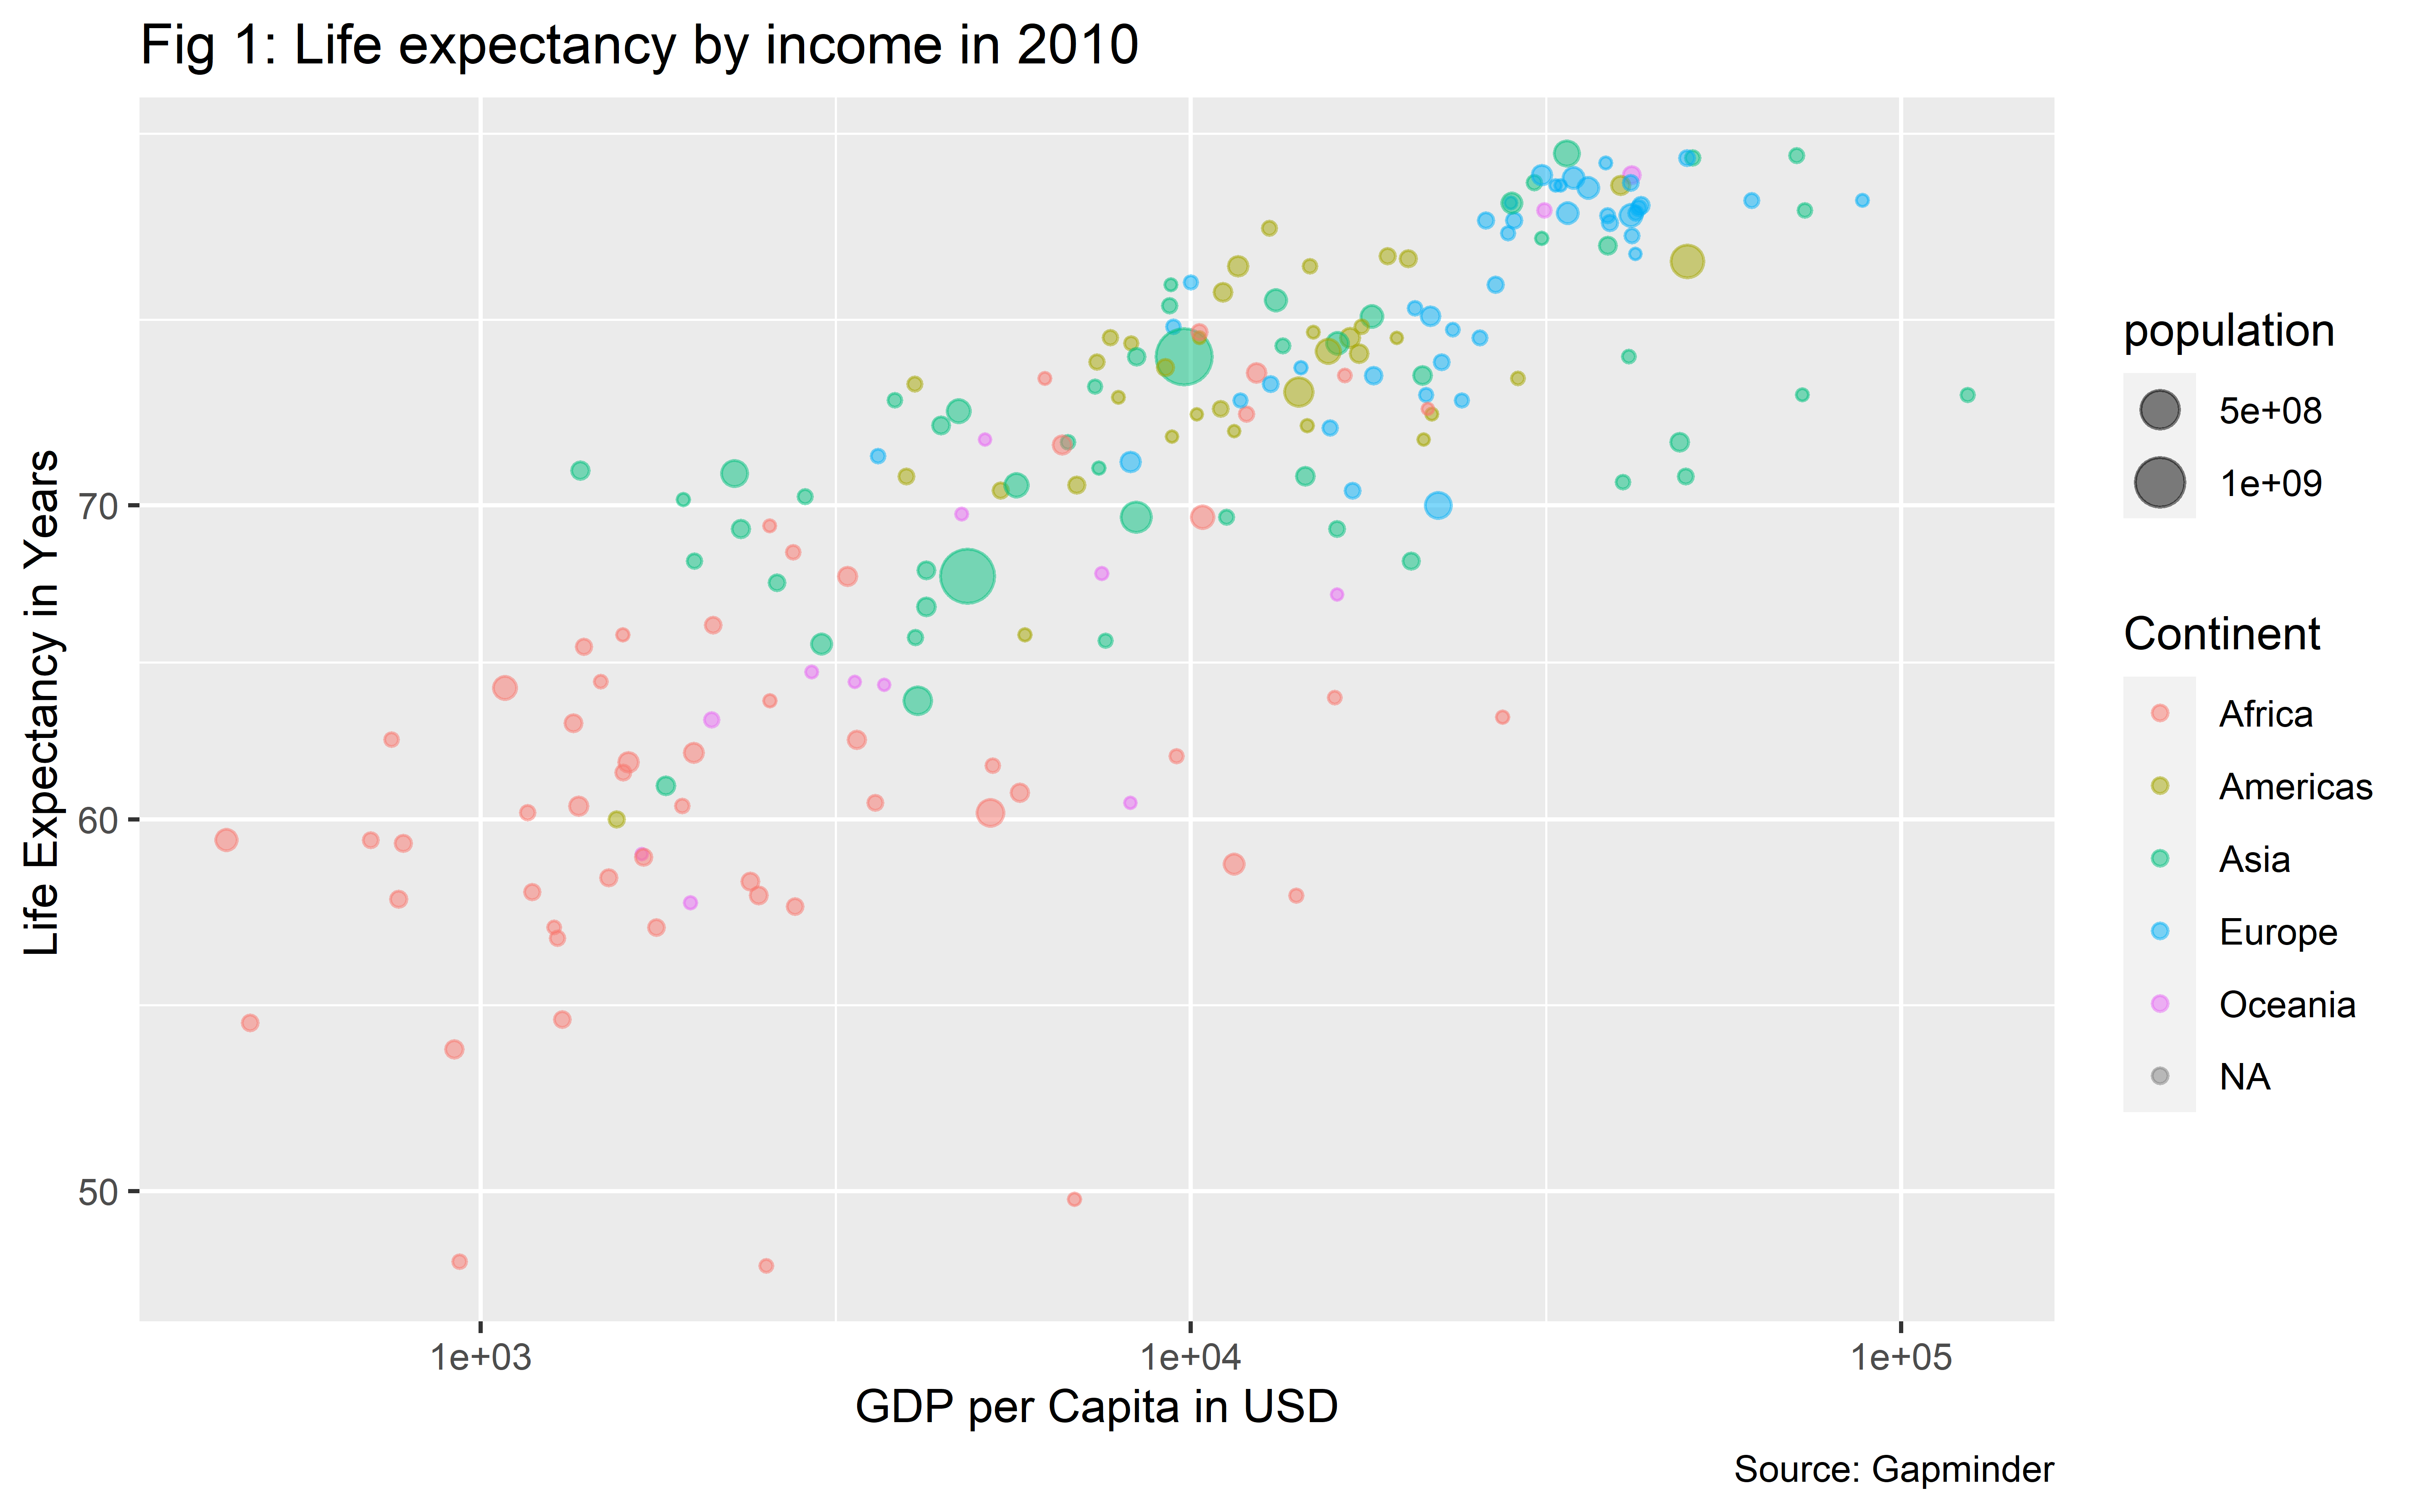 Fig 1: Life expectancy by income in 2010
Life Expectancy in Years
70
60
50
1e+03
1e+04
1e+05
GDP per Capita in USD
population
5e+08
1e+09
Continent
Africa
Americas
Asia
Europe
Oceania
NA
Source: Gapminder